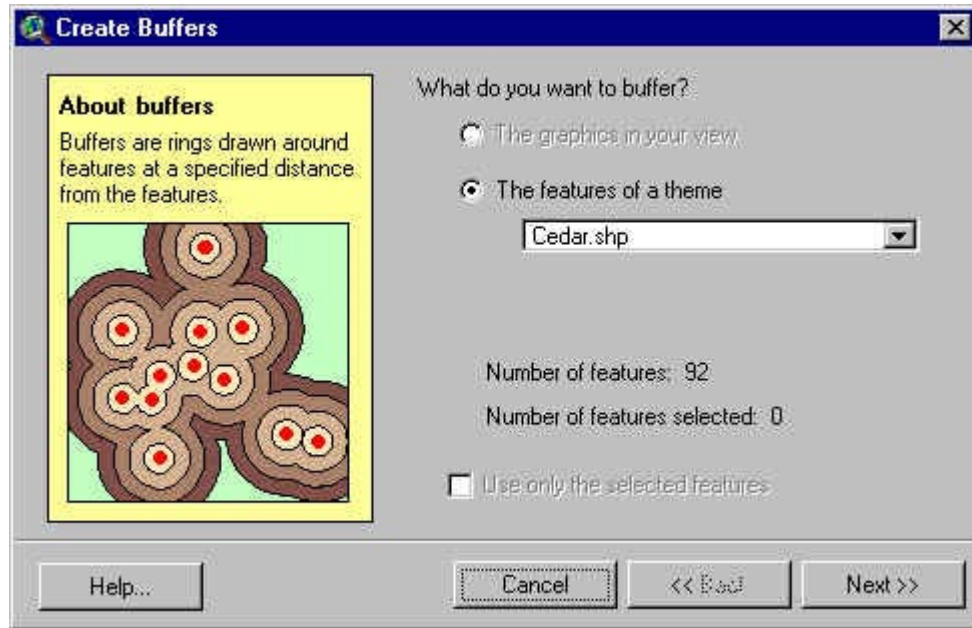 Create Buffers
About buffers
Buffers are rings drawn around
features at a specified distance
from the features.
What do you want to buffer?
The graphics in your view
The features of a theme
Cedar.shp
Number of features: 92
Number of features selected: 0
Use only the selected features
Help...
Cancel
<< Back
Next >>